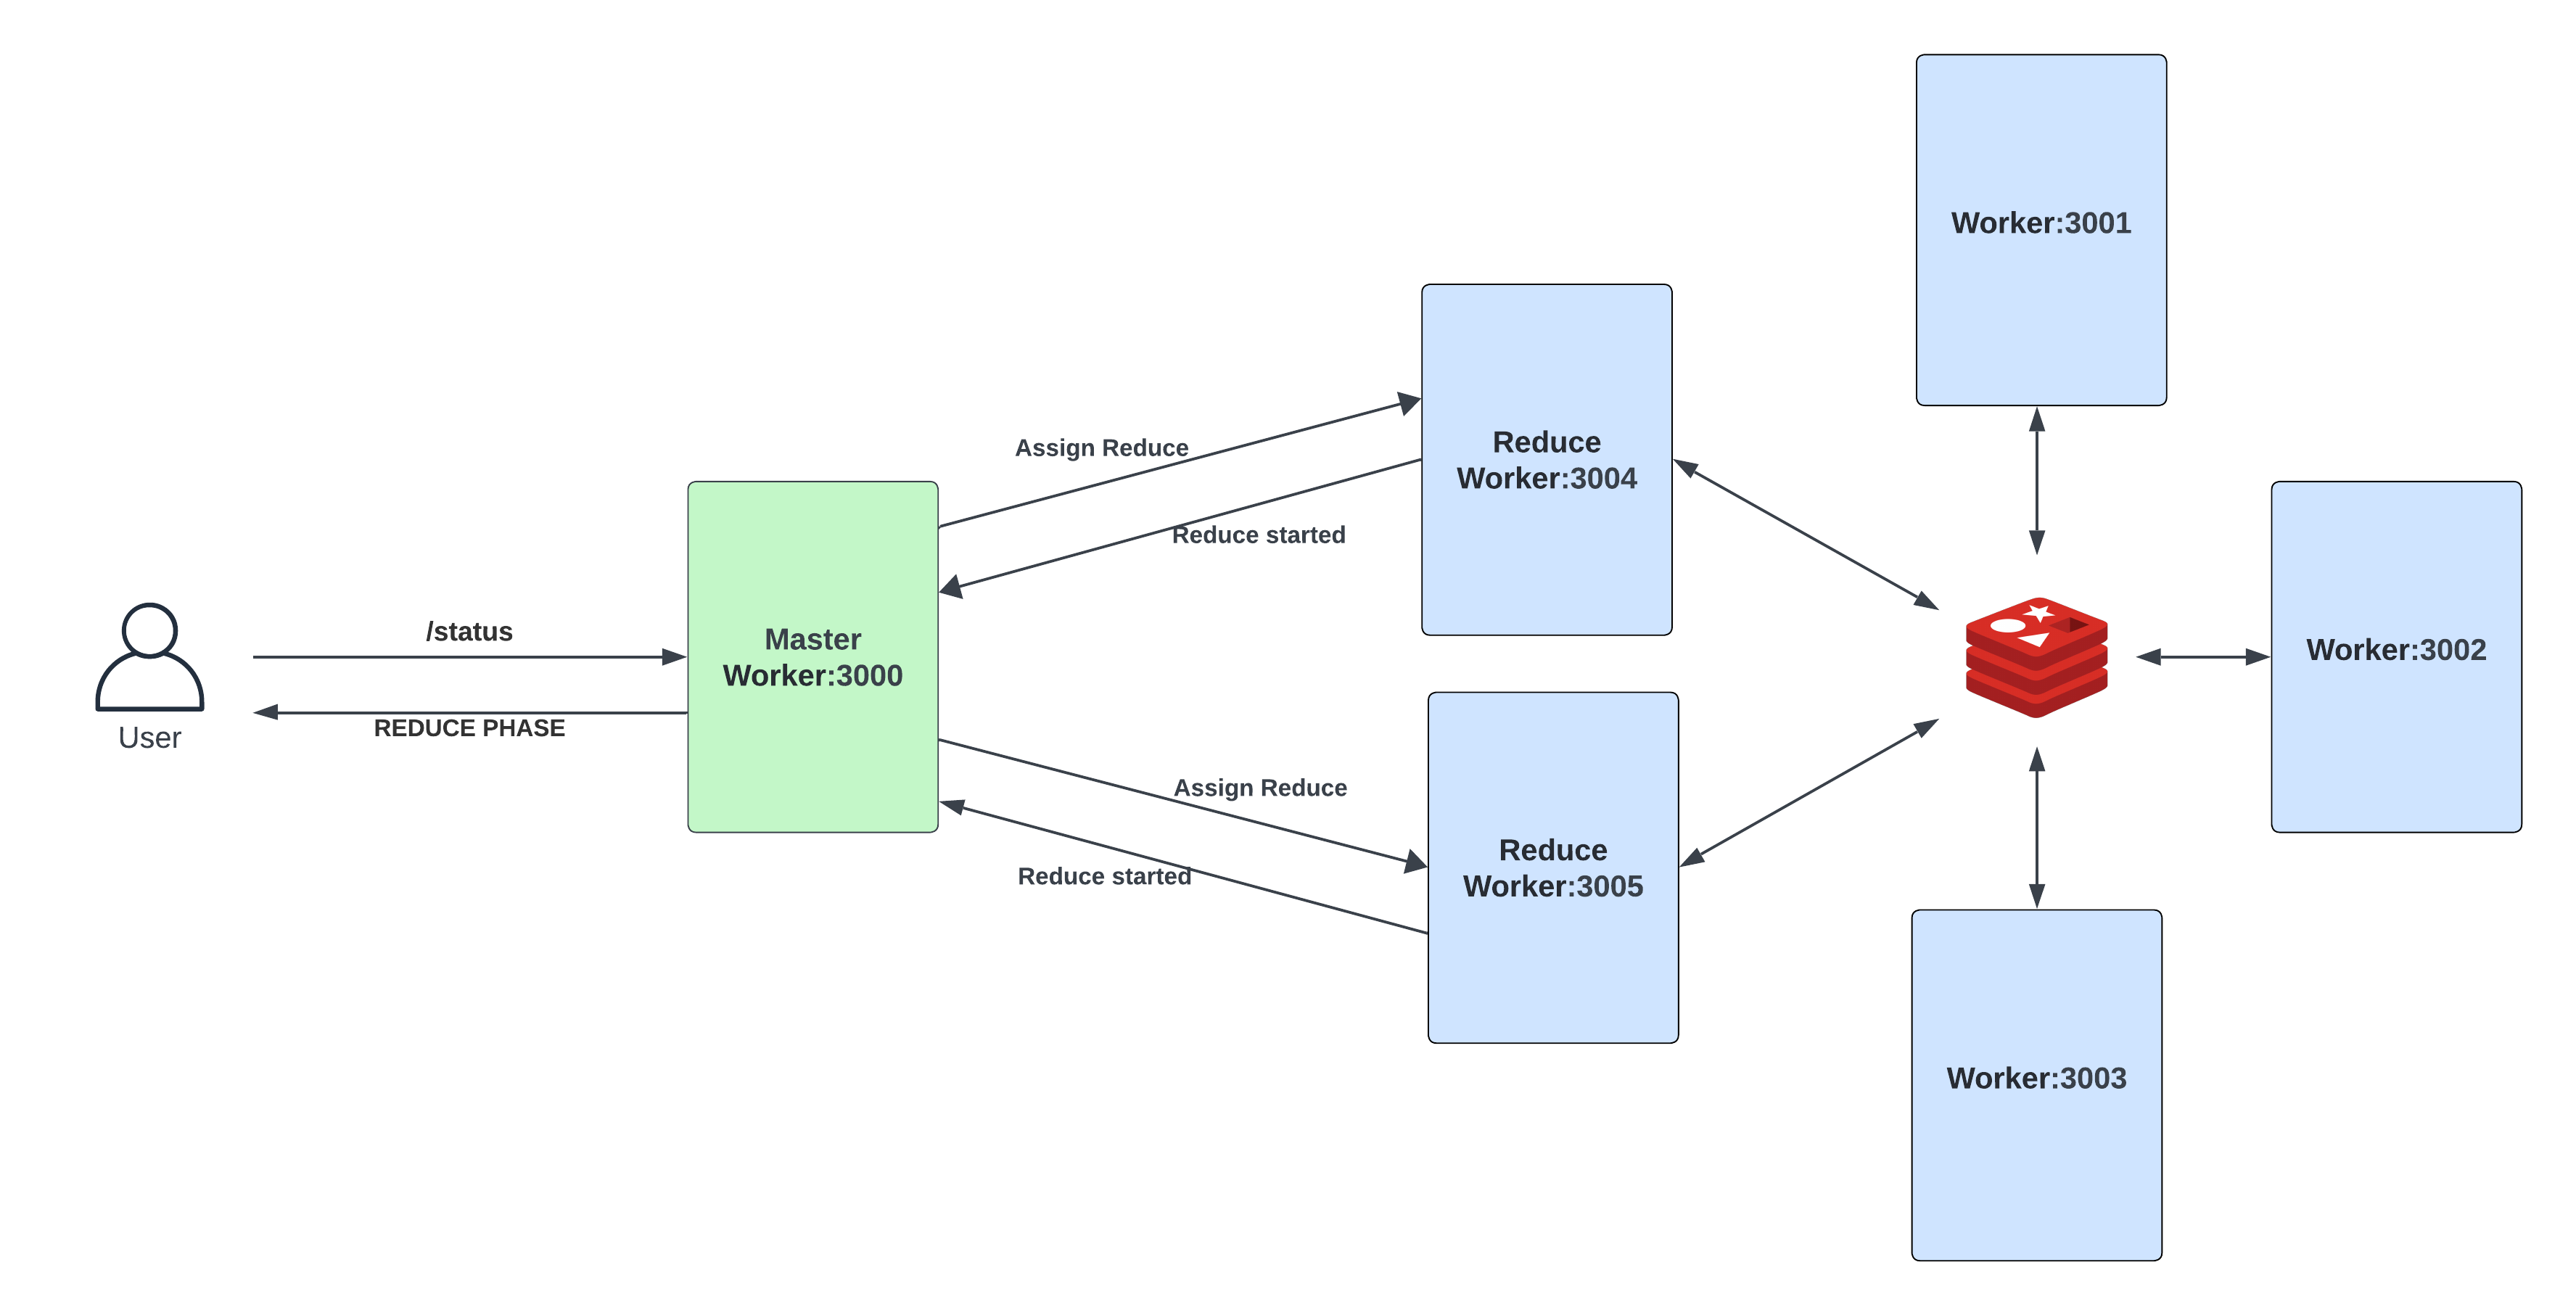 Worker:3001
Reduce
Worker:3004
Assign Reduce
Reduce started
/status
Master
Worker:3000
REDUCE PHASE
User
Worker:3002
Assign Reduce
Reduce started
Reduce
Worker:3005
Worker:3003